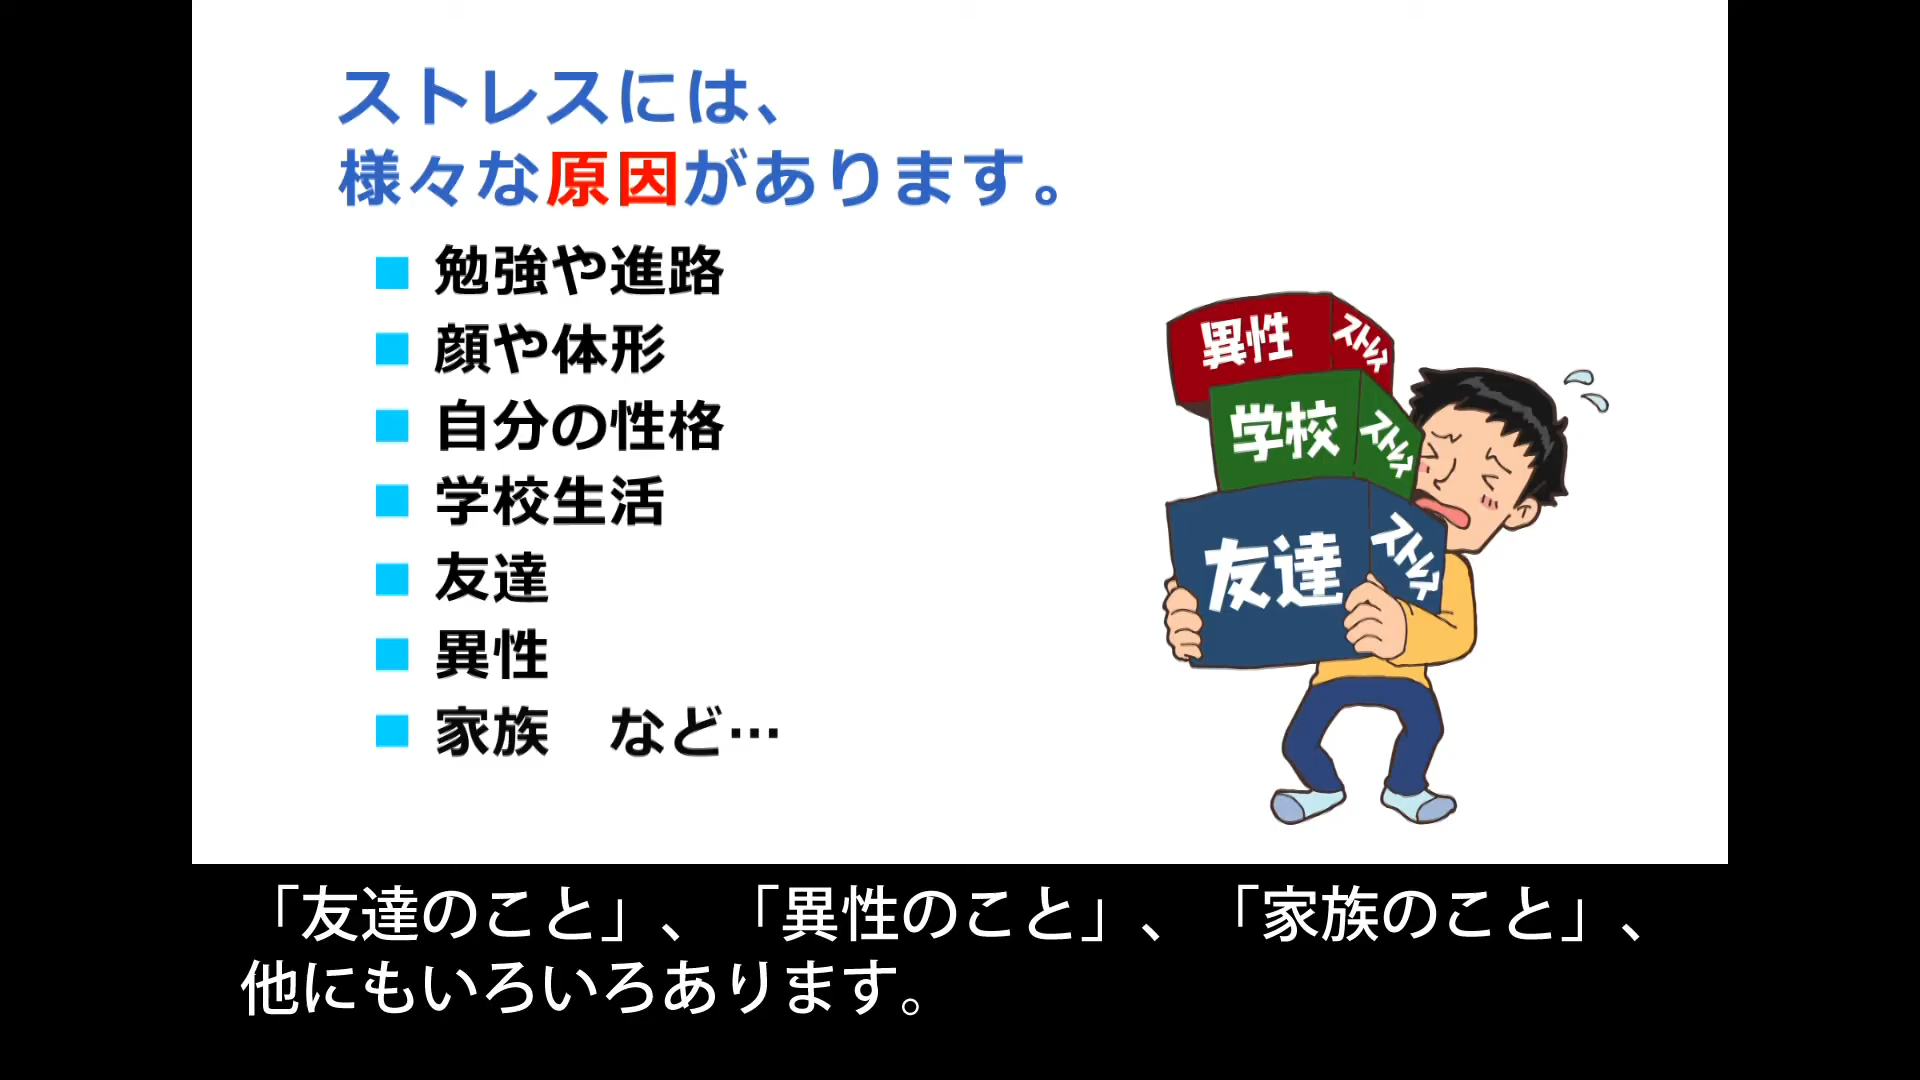 ストレスには、
様々な原因があります。
■ 勉強や進路
■ 顔や体形
■ 自分の性格
■ 学校生活
■ 友達
■ 異性
■ 家族　など…
異性 ストレス
学校 ストレス
友達 ストレス
「友達のこと」、「異性のこと」、「家族のこと」、
他にもいろいろあります。